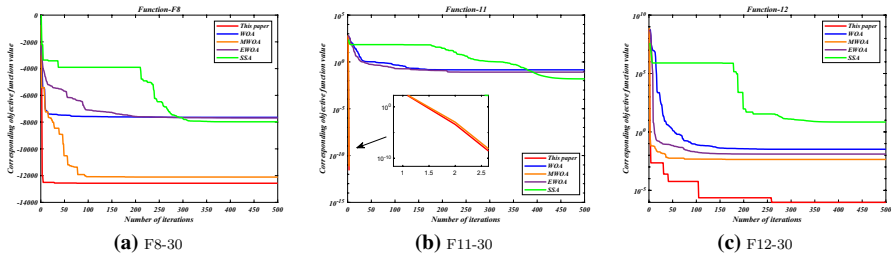 Function-F8
Corresponding objective function value
0
-2000
-4000
-6000
-8000
-10000
-12000
-14000
0 50 100 150 200 250 300 350 400 450 500
Number of iterations
This paper
WOA
MWOA
EWOA
SSA
(a) F8-30
Function-11
Corresponding objective function value
10^5
10^0
10^-5
10^-10
10^-15
0 50 100 150 200 250 300 350 400 450 500
Number of iterations
10^0
10^-10
1 1.5 2 2.5
This paper
WOA
MWOA
EWOA
SSA
(b) F11-30
Function-12
Corresponding objective function value
10^10
10^5
10^0
10^-5
0 50 100 150 200 250 300 350 400 450 500
Number of iterations
This paper
WOA
MWOA
EWOA
SSA
(c) F12-30